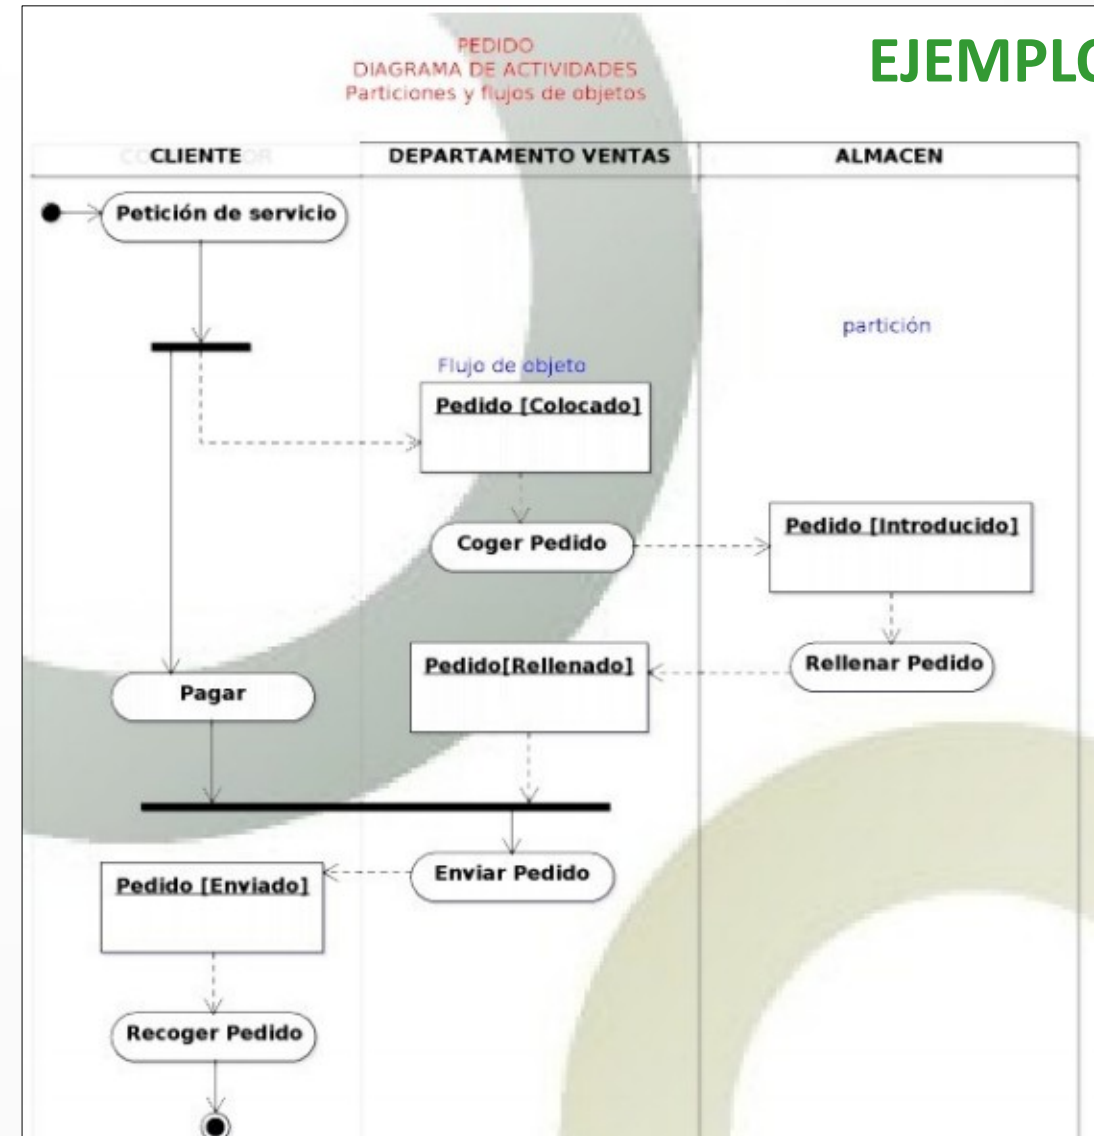 EJEMPLO
PEDIDO
DIAGRAMA DE ACTIVIDADES
Particiones y flujos de objetos
CLIENTE
DEPARTAMENTO VENTAS
ALMACEN
Petición de servicio
partición
Flujo de objeto
Pedido [Colocado]
Pedido [Introducido]
Coger Pedido
Pedido[Rellenado]
Rellenar Pedido
Pagar
Enviar Pedido
Pedido [Enviado]
Recoger Pedido